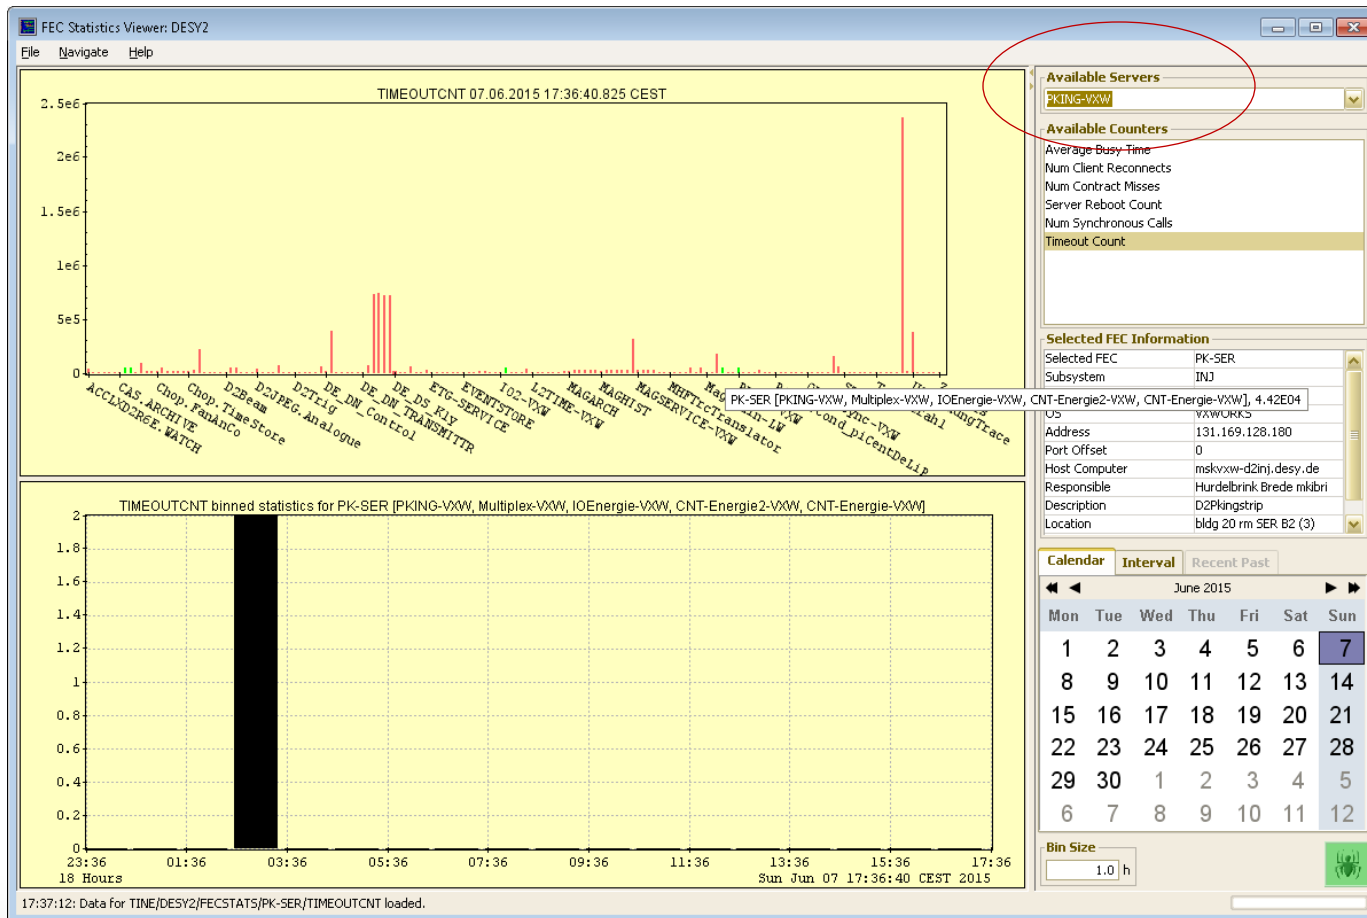 FEC Statistics Viewer: DESY2
File Navigate Help
TIMEOUTCNT 07.06.2015 17:36:40.825 CEST
2.5e6
2e6
1.5e6
1e6
5e5
0
ACCLXD2R6E.WATCH
CAS.ARCHIVE
Chop.FanAnCo
Chop.TimeStore
D2Beam
D2JPEG.Analogue
D2Trig
DE_DN_Control
DE_DN_TRANSMITTR
DE_DS_Kly
ETG-SERVICE
EVENTSTORE
IO2-VXW
L2TIME-VXW
MAGARCH
MAGHIST
MAGSERVICE-VXW
MHFTrcTranslator
PK-SER [PKING-VXW, Multiplex-VXW, IOEnergie-VXW, CNT-Energie2-VXW, CNT-Energie-VXW], 4.42E04
TIMEOUTCNT binned statistics for PK-SER [PKING-VXW, Multiplex-VXW, IOEnergie-VXW, CNT-Energie2-VXW, CNT-Energie-VXW]
2
1.8
1.6
1.4
1.2
1
0.8
0.6
0.4
0.2
0
23:36 01:36 03:36 05:36 07:36 09:36 11:36 13:36 15:36 17:36
18 Hours Sun Jun 07 17:36:40 CEST 2015
Available Servers
PKING-VXW
Available Counters
Average Busy Time
Num Client Reconnects
Num Contract Misses
Server Reboot Count
Num Synchronous Calls
Timeout Count
Selected FEC Information
Selected FEC PK-SER
Subsystem INJ
OS VXWORKS
Address 131.169.128.180
Port Offset 0
Host Computer mskvxw-d2inj.desy.de
Responsible Hurdelbrink Brede mkibri
Description D2Pkingstrip
Location bldg 20 rm SER B2 (3)
Calendar Interval Recent Past
June 2015
Mon Tue Wed Thu Fri Sat Sun
1 2 3 4 5 6 7
8 9 10 11 12 13 14
15 16 17 18 19 20 21
22 23 24 25 26 27 28
29 30 1 2 3 4 5
6 7 8 9 10 11 12
Bin Size
1.0 h
17:37:12: Data for TINE/DESY2/FECSTATS/PK-SER/TIMEOUTCNT loaded.